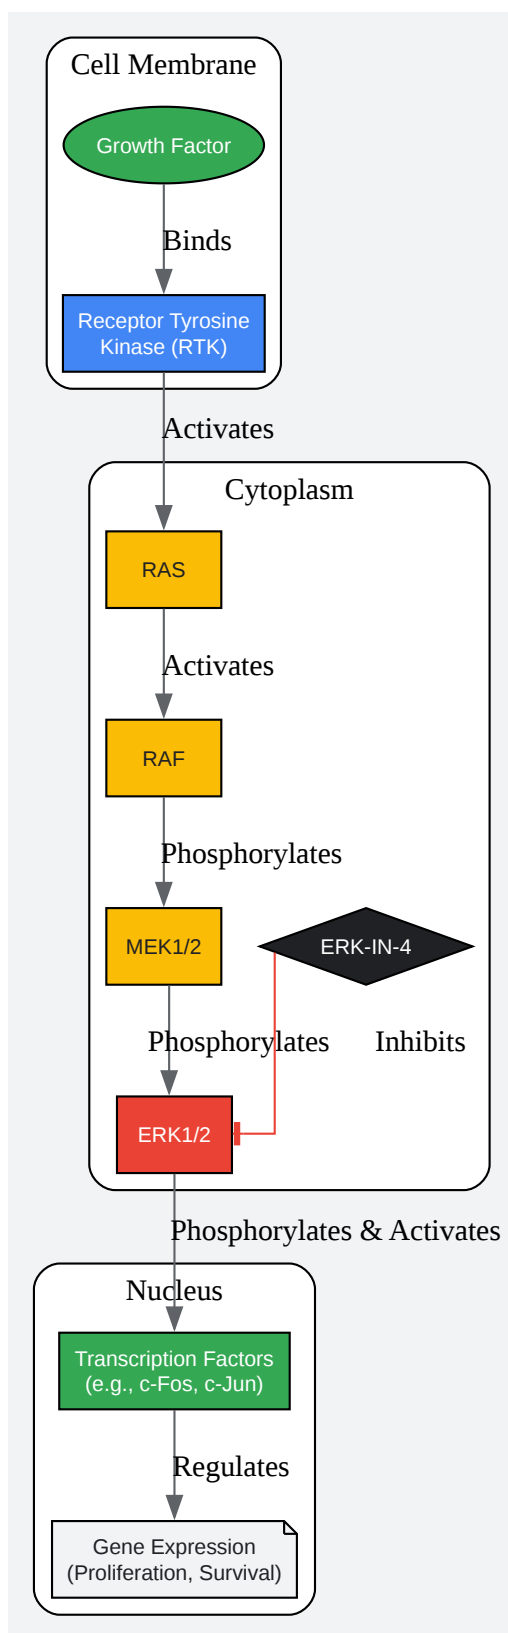 Cell Membrane
Growth Factor
Binds
Receptor Tyrosine
Kinase (RTK)
Activates
Cytoplasm
RAS
Activates
RAF
Phosphorylates
MEK1/2
ERK-IN-4
Phosphorylates
Inhibits
ERK1/2
Phosphorylates & Activates
Nucleus
Transcription Factors
(e.g., c-Fos, c-Jun)
Regulates
Gene Expression
(Proliferation, Survival)